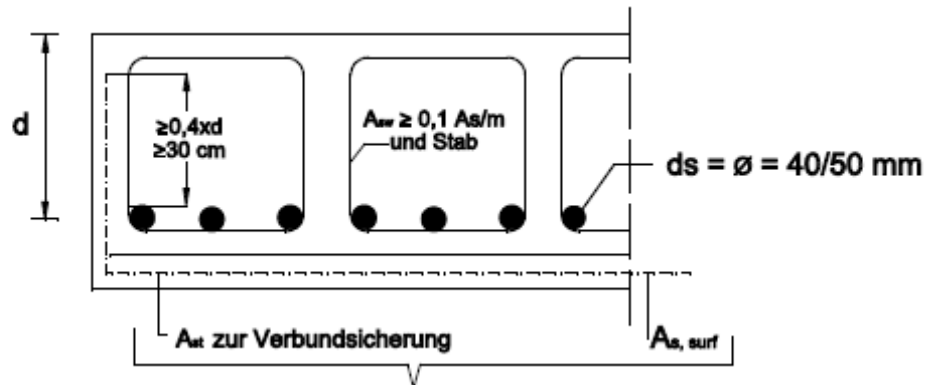 d
≥0,4xd
≥30 cm
Asw ≥ 0,1 As/m
und Stab
ds = ø = 40/50 mm
Ast zur Verbundsicherung
As, surf